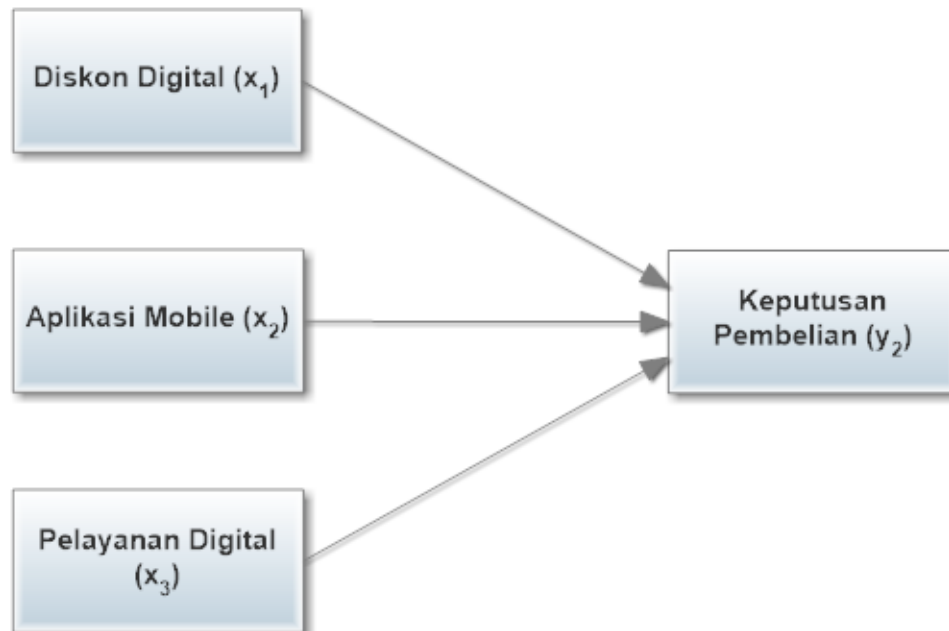 Diskon Digital (x₁)
Aplikasi Mobile (x₂)
Keputusan
Pembelian (y₂)
Pelayanan Digital
(x₃)